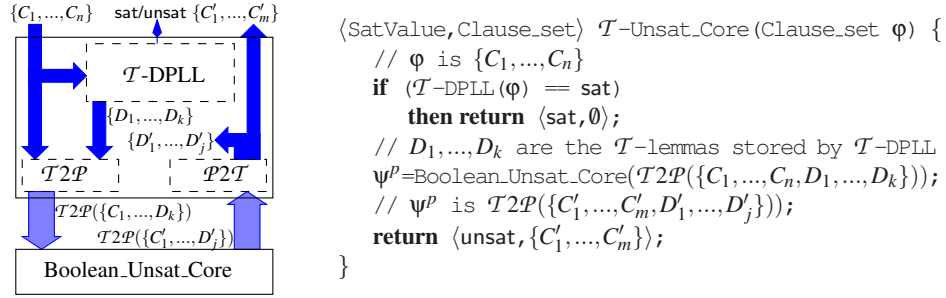 {C₁,...,Cₙ} sat/unsat {C′₁,...,C′ₘ}
𝒯-DPLL
{D₁,...,Dₖ}
{D′₁,...,D′ⱼ}
𝒯2𝒫 𝒫2𝒯
𝒯2𝒫({C₁,...,Dₖ})
𝒯2𝒫({C′₁,...,D′ⱼ})
Boolean_Unsat_Core
⟨SatValue,Clause_set⟩ 𝒯-Unsat_Core(Clause_set φ) {
// φ is {C₁,...,Cₙ}
if (𝒯-DPLL(φ) == sat)
then return ⟨sat,∅⟩;
// D₁,...,Dₖ are the 𝒯-lemmas stored by 𝒯-DPLL
ψᵖ=Boolean_Unsat_Core(𝒯2𝒫({C₁,...,Cₙ,D₁,...,Dₖ}));
// ψᵖ is 𝒯2𝒫({C′₁,...,C′ₘ,D′₁,...,D′ⱼ}));
return ⟨unsat,{C′₁,...,C′ₘ}⟩;
}